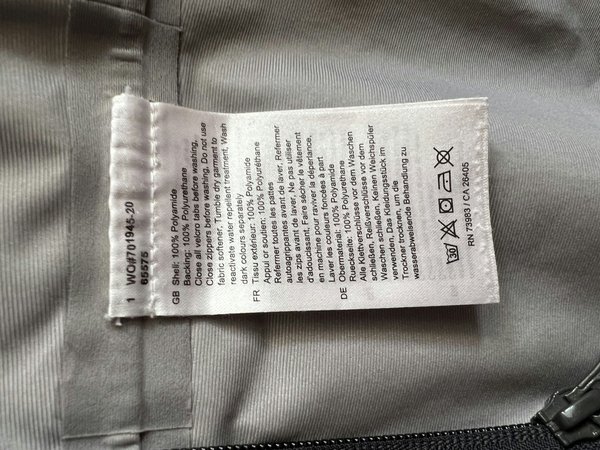 1 WO#701945-20
65575
GB Shell: 100% Polyamide
Backing: 100% Polyurethane
Close all velcro tabs before washing,
Close zippers before washing, Do not use
fabric softener, Tumble dry garment to
reactivate water repellent treatment, Wash
dark colours separately
FR Tissu extérieur: 100% Polyamide
Appui or soutien: 100% Polyuréthane
Refermer toutes les pattes
autoagrippantes avant de laver, Refermer
les zips avant de laver, Ne pas utiliser
d'adoucissant, Faire sécher le vêtement
en machine pour raviver la déperlance,
Laver les couleurs foncées à part
DE Obermaterial: 100% Polyamide
Rückseite: 100% Polyurethane
Alle Klettverschlüsse vor dem Waschen
schließen, Reißverschlüsse vor dem
Waschen schließen, Keinen Weichspüler
verwenden, Das Kleidungsstück im
Trockner trocknen, um die
wasserabweisende Behandlung zu
30
RN 73983 / CA 26405